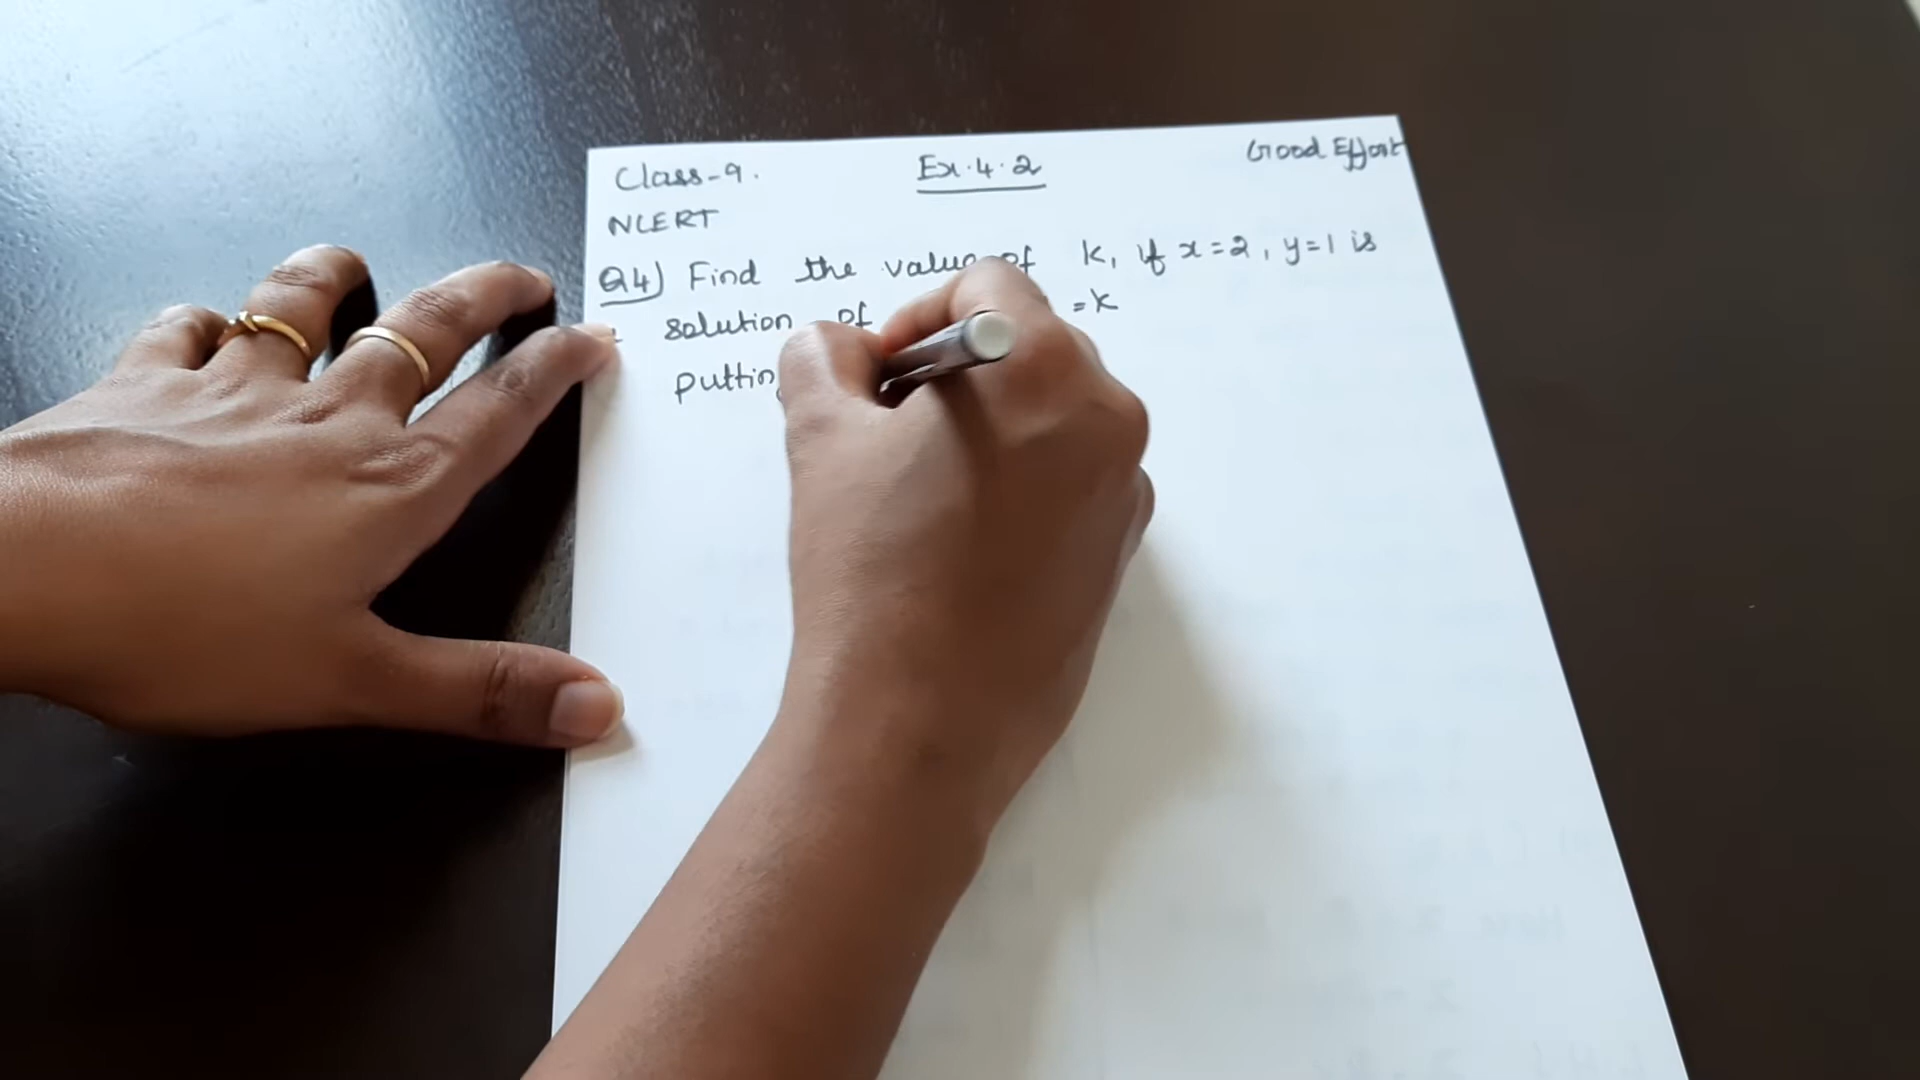 Class-9. Ex.4.2 Good Effort
NCERT
Q4) Find the value of k, if x=2, y=1 is
solution of =k
putting